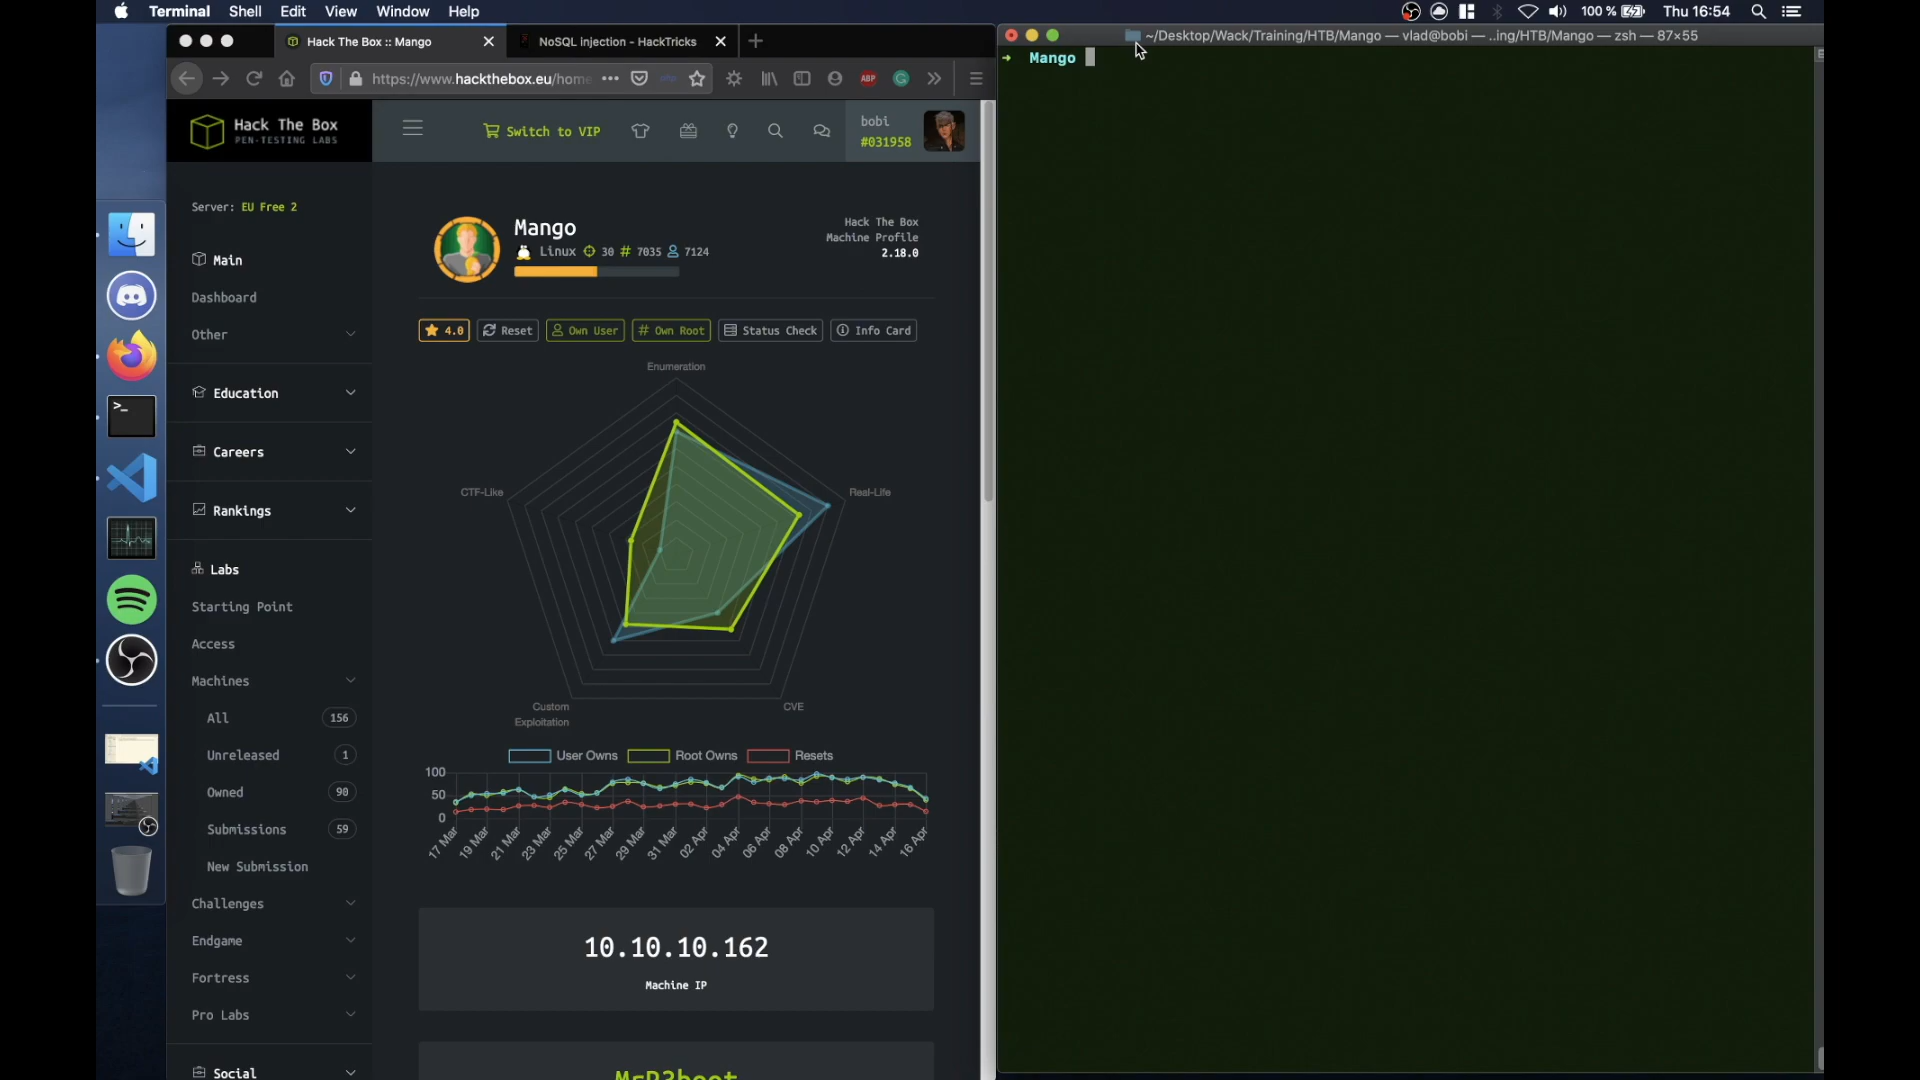 Terminal Shell Edit View Window Help
100 % Thu 16:54
Hack The Box :: Mango
NoSQL injection - HackTricks
~/Desktop/Wack/Training/HTB/Mango — vlad@bobi — ..ing/HTB/Mango — zsh — 87×55
https://www.hackthebox.eu/home
ABP
Mango
Hack The Box
PEN-TESTING LABS
Switch to VIP
bobi
#031958
Server: EU Free 2
Main
Dashboard
Other
Education
Careers
Rankings
Labs
Starting Point
Access
Machines
All 156
Unreleased 1
Owned 90
Submissions 59
New Submission
Challenges
Endgame
Fortress
Pro Labs
Social
Mango
Linux 30 # 7035 7124
Hack The Box
Machine Profile
2.18.0
4.0 Reset Own User # Own Root Status Check Info Card
Enumeration
CTF-Like
Real-Life
Custom
Exploitation
CVE
User Owns Root Owns Resets
100
50
0
17 Mar 19 Mar 21 Mar 23 Mar 25 Mar 27 Mar 29 Mar 31 Mar 02 Apr 04 Apr 06 Apr 08 Apr 10 Apr 12 Apr 14 Apr 16 Apr
10.10.10.162
Machine IP
MrR3boot